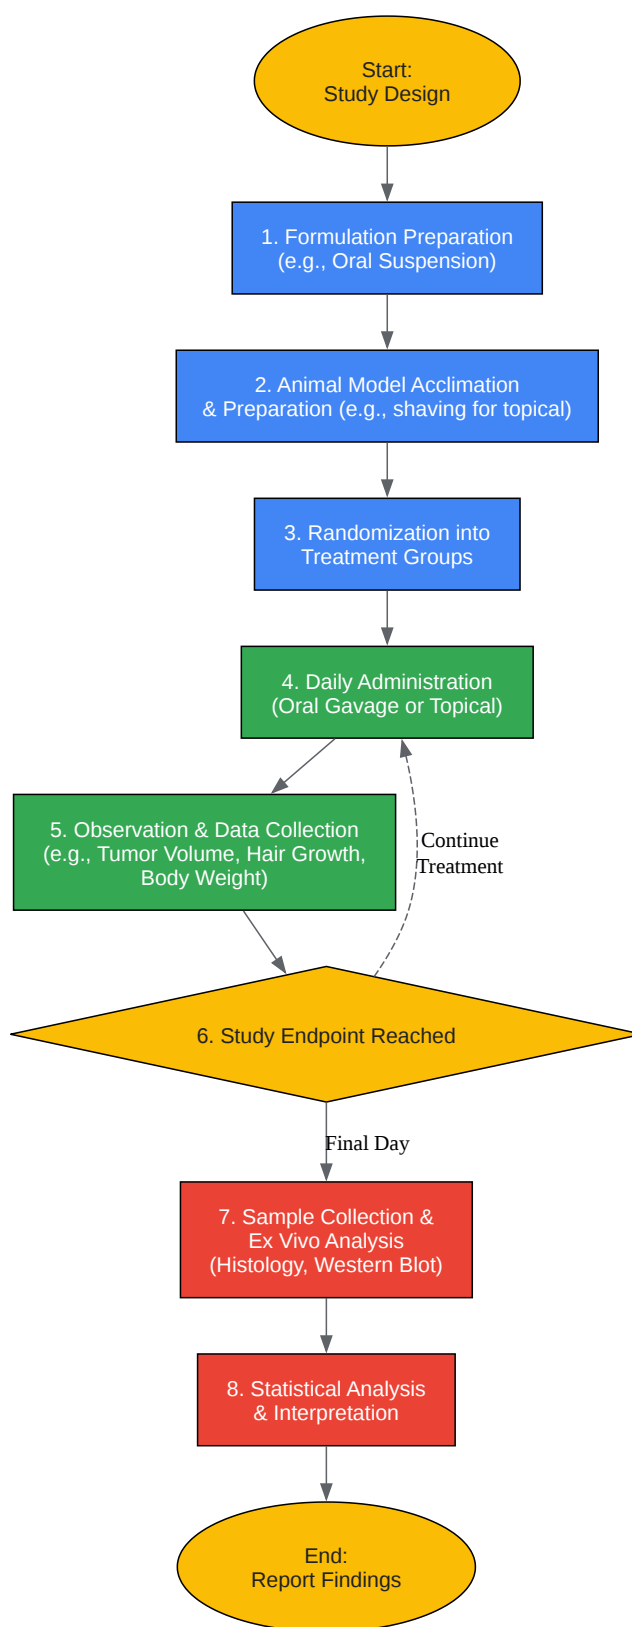 Start:
Study Design
1. Formulation Preparation
(e.g., Oral Suspension)
2. Animal Model Acclimation
& Preparation (e.g., shaving for topical)
3. Randomization into
Treatment Groups
4. Daily Administration
(Oral Gavage or Topical)
5. Observation & Data Collection
(e.g., Tumor Volume, Hair Growth,
Body Weight)
Continue
Treatment
6. Study Endpoint Reached
Final Day
7. Sample Collection &
Ex Vivo Analysis
(Histology, Western Blot)
8. Statistical Analysis
& Interpretation
End:
Report Findings